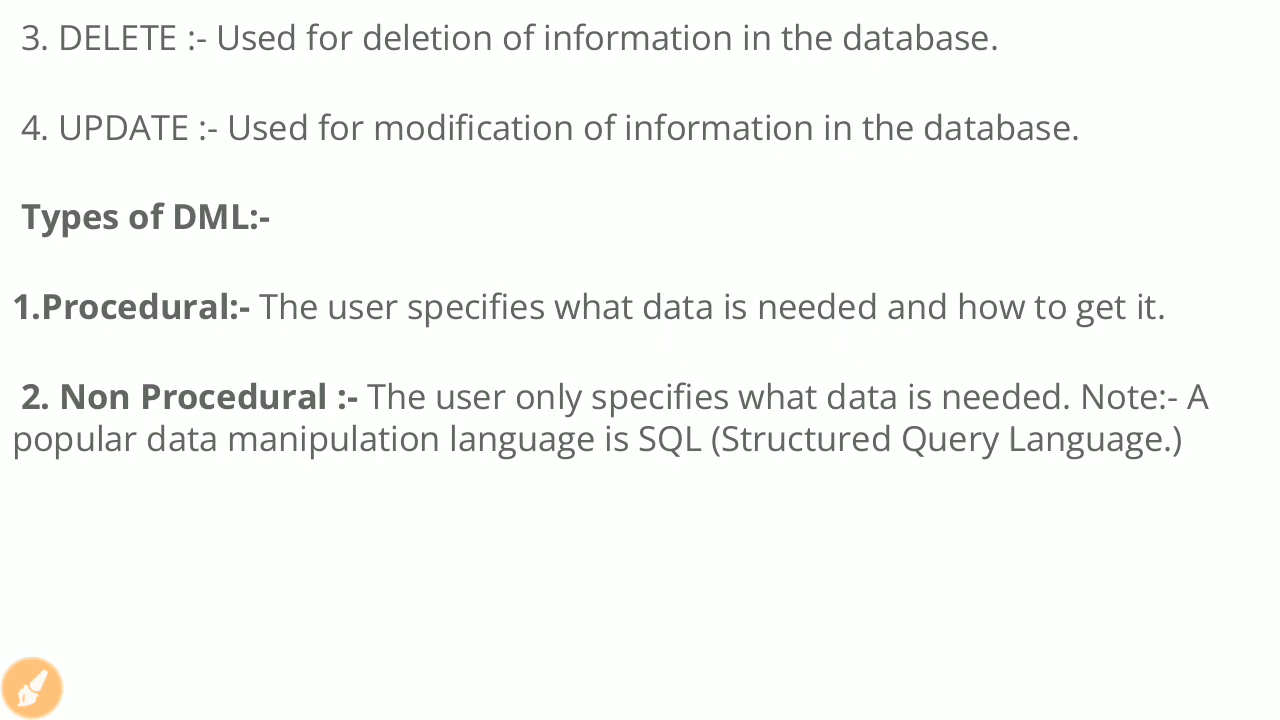 3. DELETE :- Used for deletion of information in the database.
4. UPDATE :- Used for modification of information in the database.
Types of DML:-
1.Procedural:- The user specifies what data is needed and how to get it.
2. Non Procedural :- The user only specifies what data is needed. Note:- A
popular data manipulation language is SQL (Structured Query Language.)